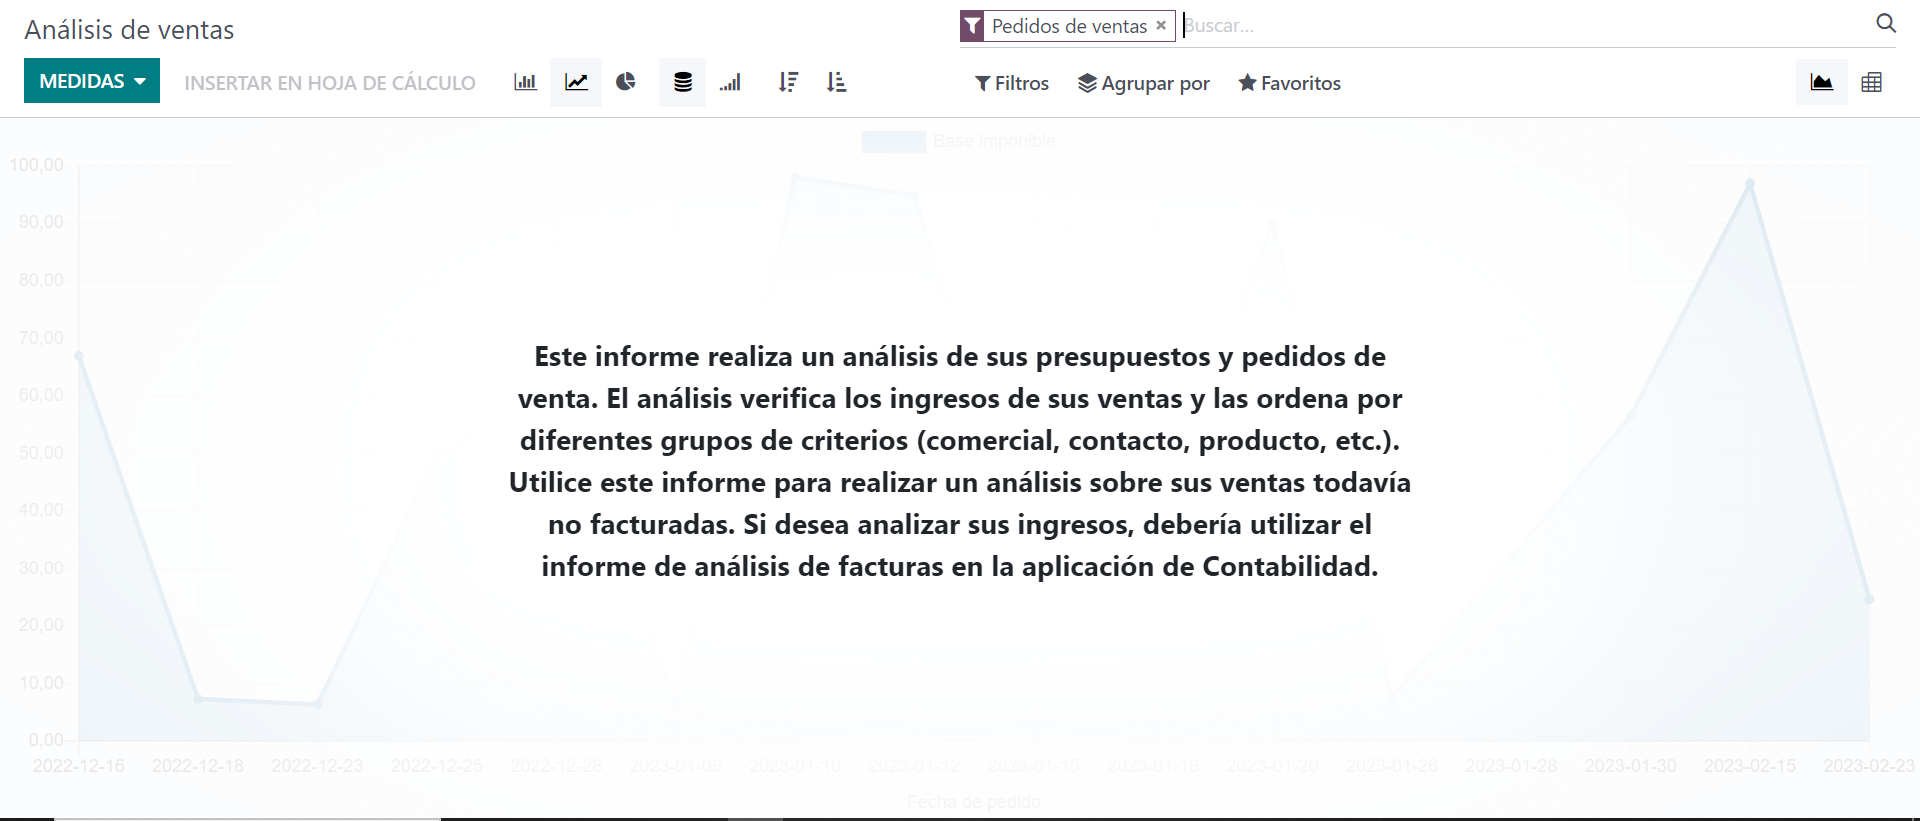 Análisis de ventas
Pedidos de ventas ×
Buscar...
MEDIDAS
INSERTAR EN HOJA DE CÁLCULO
Filtros
Agrupar por
Favoritos
Base Imponible
100,00
90,00
80,00
70,00
60,00
50,00
40,00
30,00
20,00
10,00
0,00
Este informe realiza un análisis de sus presupuestos y pedidos de
venta. El análisis verifica los ingresos de sus ventas y las ordena por
diferentes grupos de criterios (comercial, contacto, producto, etc.).
Utilice este informe para realizar un análisis sobre sus ventas todavía
no facturadas. Si desea analizar sus ingresos, debería utilizar el
informe de análisis de facturas en la aplicación de Contabilidad.
2022-12-16 2022-12-18 2022-12-23 2022-12-25 2022-12-28 2023-01-09 2023-01-10 2023-01-12 2023-01-15 2023-01-19 2023-01-20 2023-01-26 2023-01-28 2023-01-30 2023-02-15 2023-02-23
Fecha de pedido